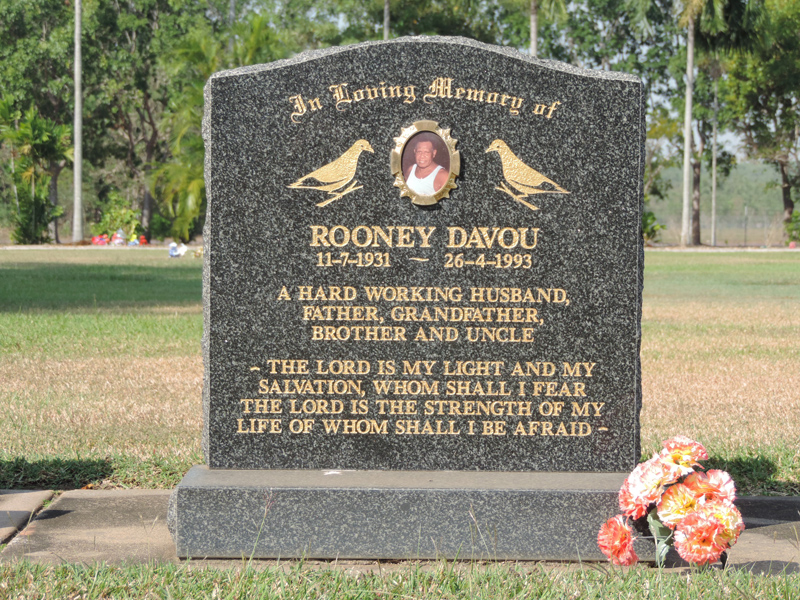 In Loving Memory of
ROONEY DAVOU
11-7-1931 ~ 26-4-1993
A HARD WORKING HUSBAND,
FATHER, GRANDFATHER,
BROTHER AND UNCLE
~ THE LORD IS MY LIGHT AND MY
SALVATION, WHOM SHALL I FEAR
THE LORD IS THE STRENGTH OF MY
LIFE OF WHOM SHALL I BE AFRAID ~